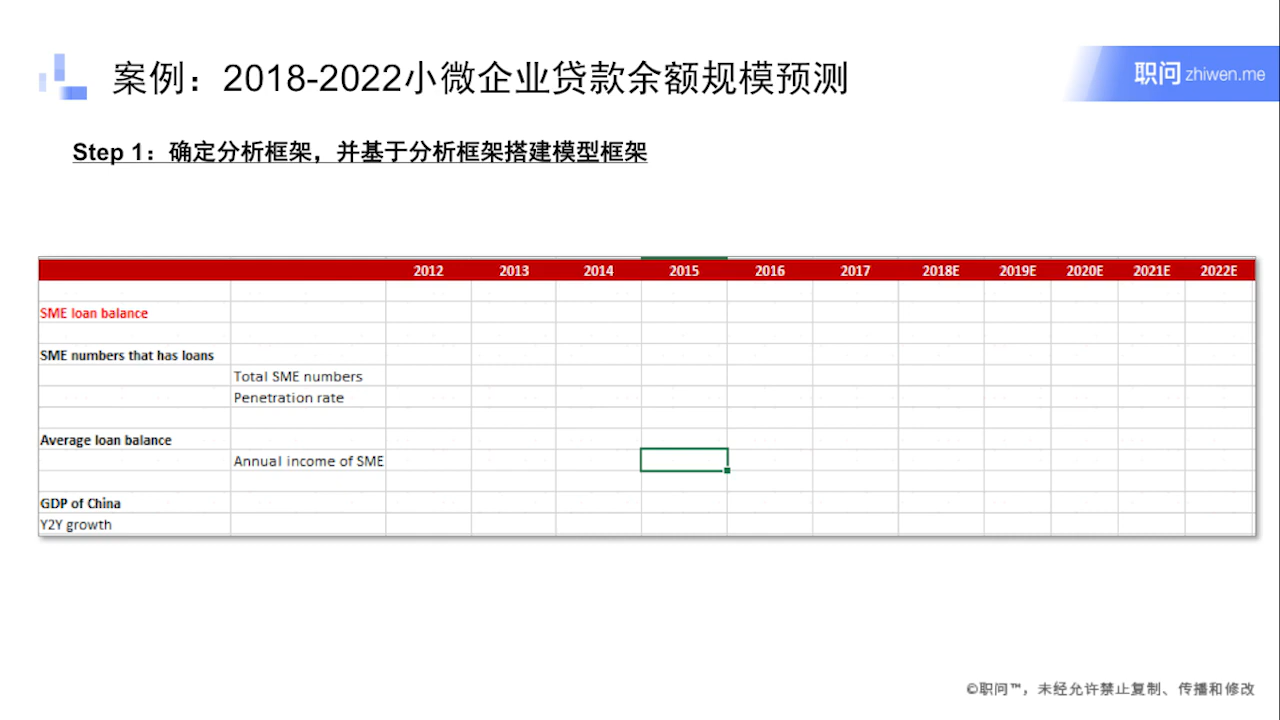 案例：2018-2022小微企业贷款余额规模预测
职问 zhiwen.me
Step 1：确定分析框架，并基于分析框架搭建模型框架
2012 2013 2014 2015 2016 2017 2018E 2019E 2020E 2021E 2022E
SME loan balance
SME numbers that has loans
Total SME numbers
Penetration rate
Average loan balance
Annual income of SME
GDP of China
Y2Y growth
©职问™，未经允许禁止复制、传播和修改